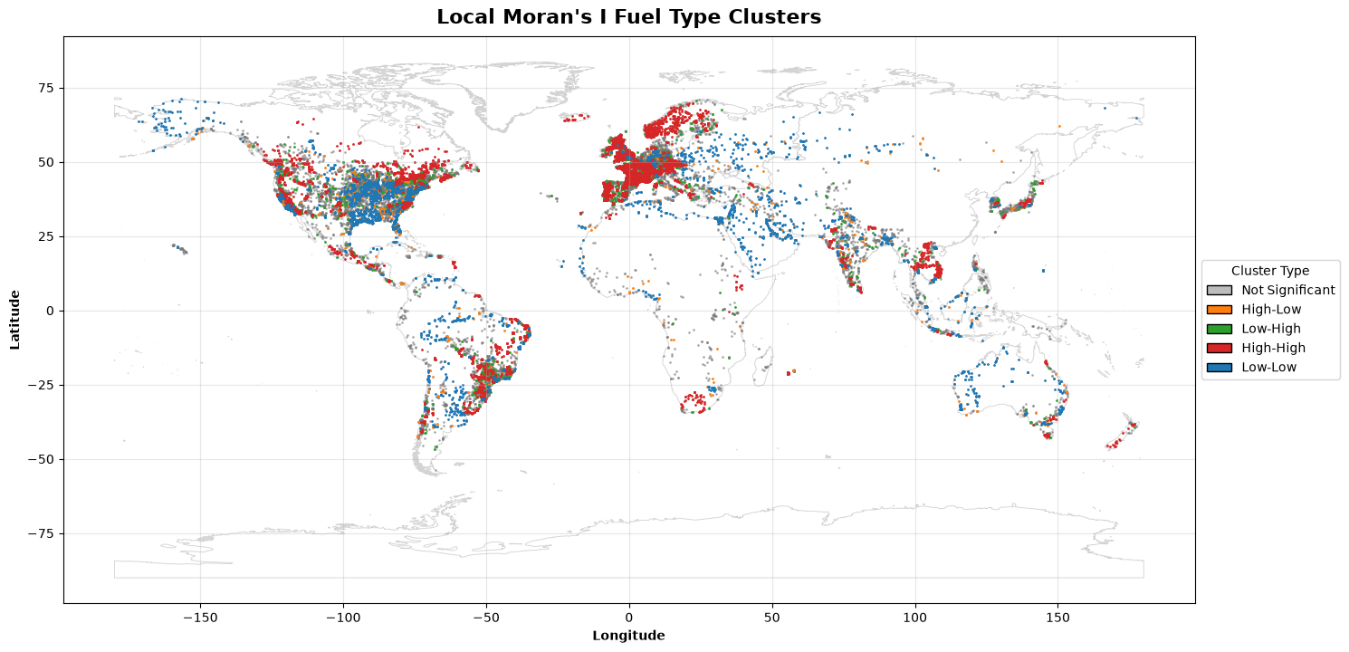 Local Moran's I Fuel Type Clusters
75
50
25
0
−25
−50
−75
Latitude
−150
−100
−50
0
50
100
150
Longitude
Cluster Type
Not Significant
High-Low
Low-High
High-High
Low-Low